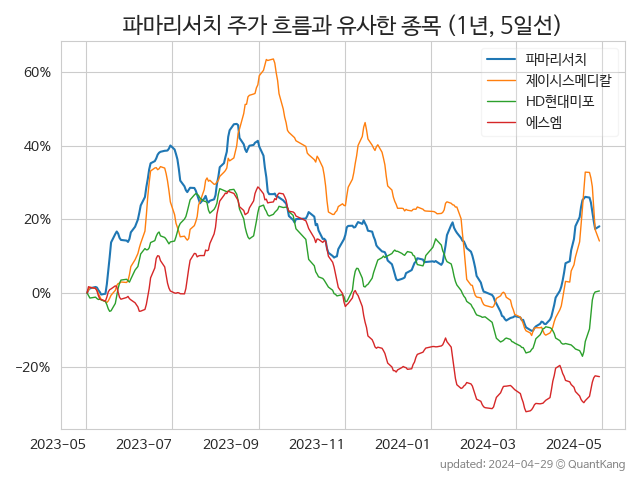 파마리서치 주가 흐름과 유사한 종목 (1년, 5일선)
파마리서치
제이시스메디칼
HD현대미포
에스엠
60%
40%
20%
0%
−20%
2023-05 2023-07 2023-09 2023-11 2024-01 2024-03 2024-05
updated: 2024-04-29 © QuantKang